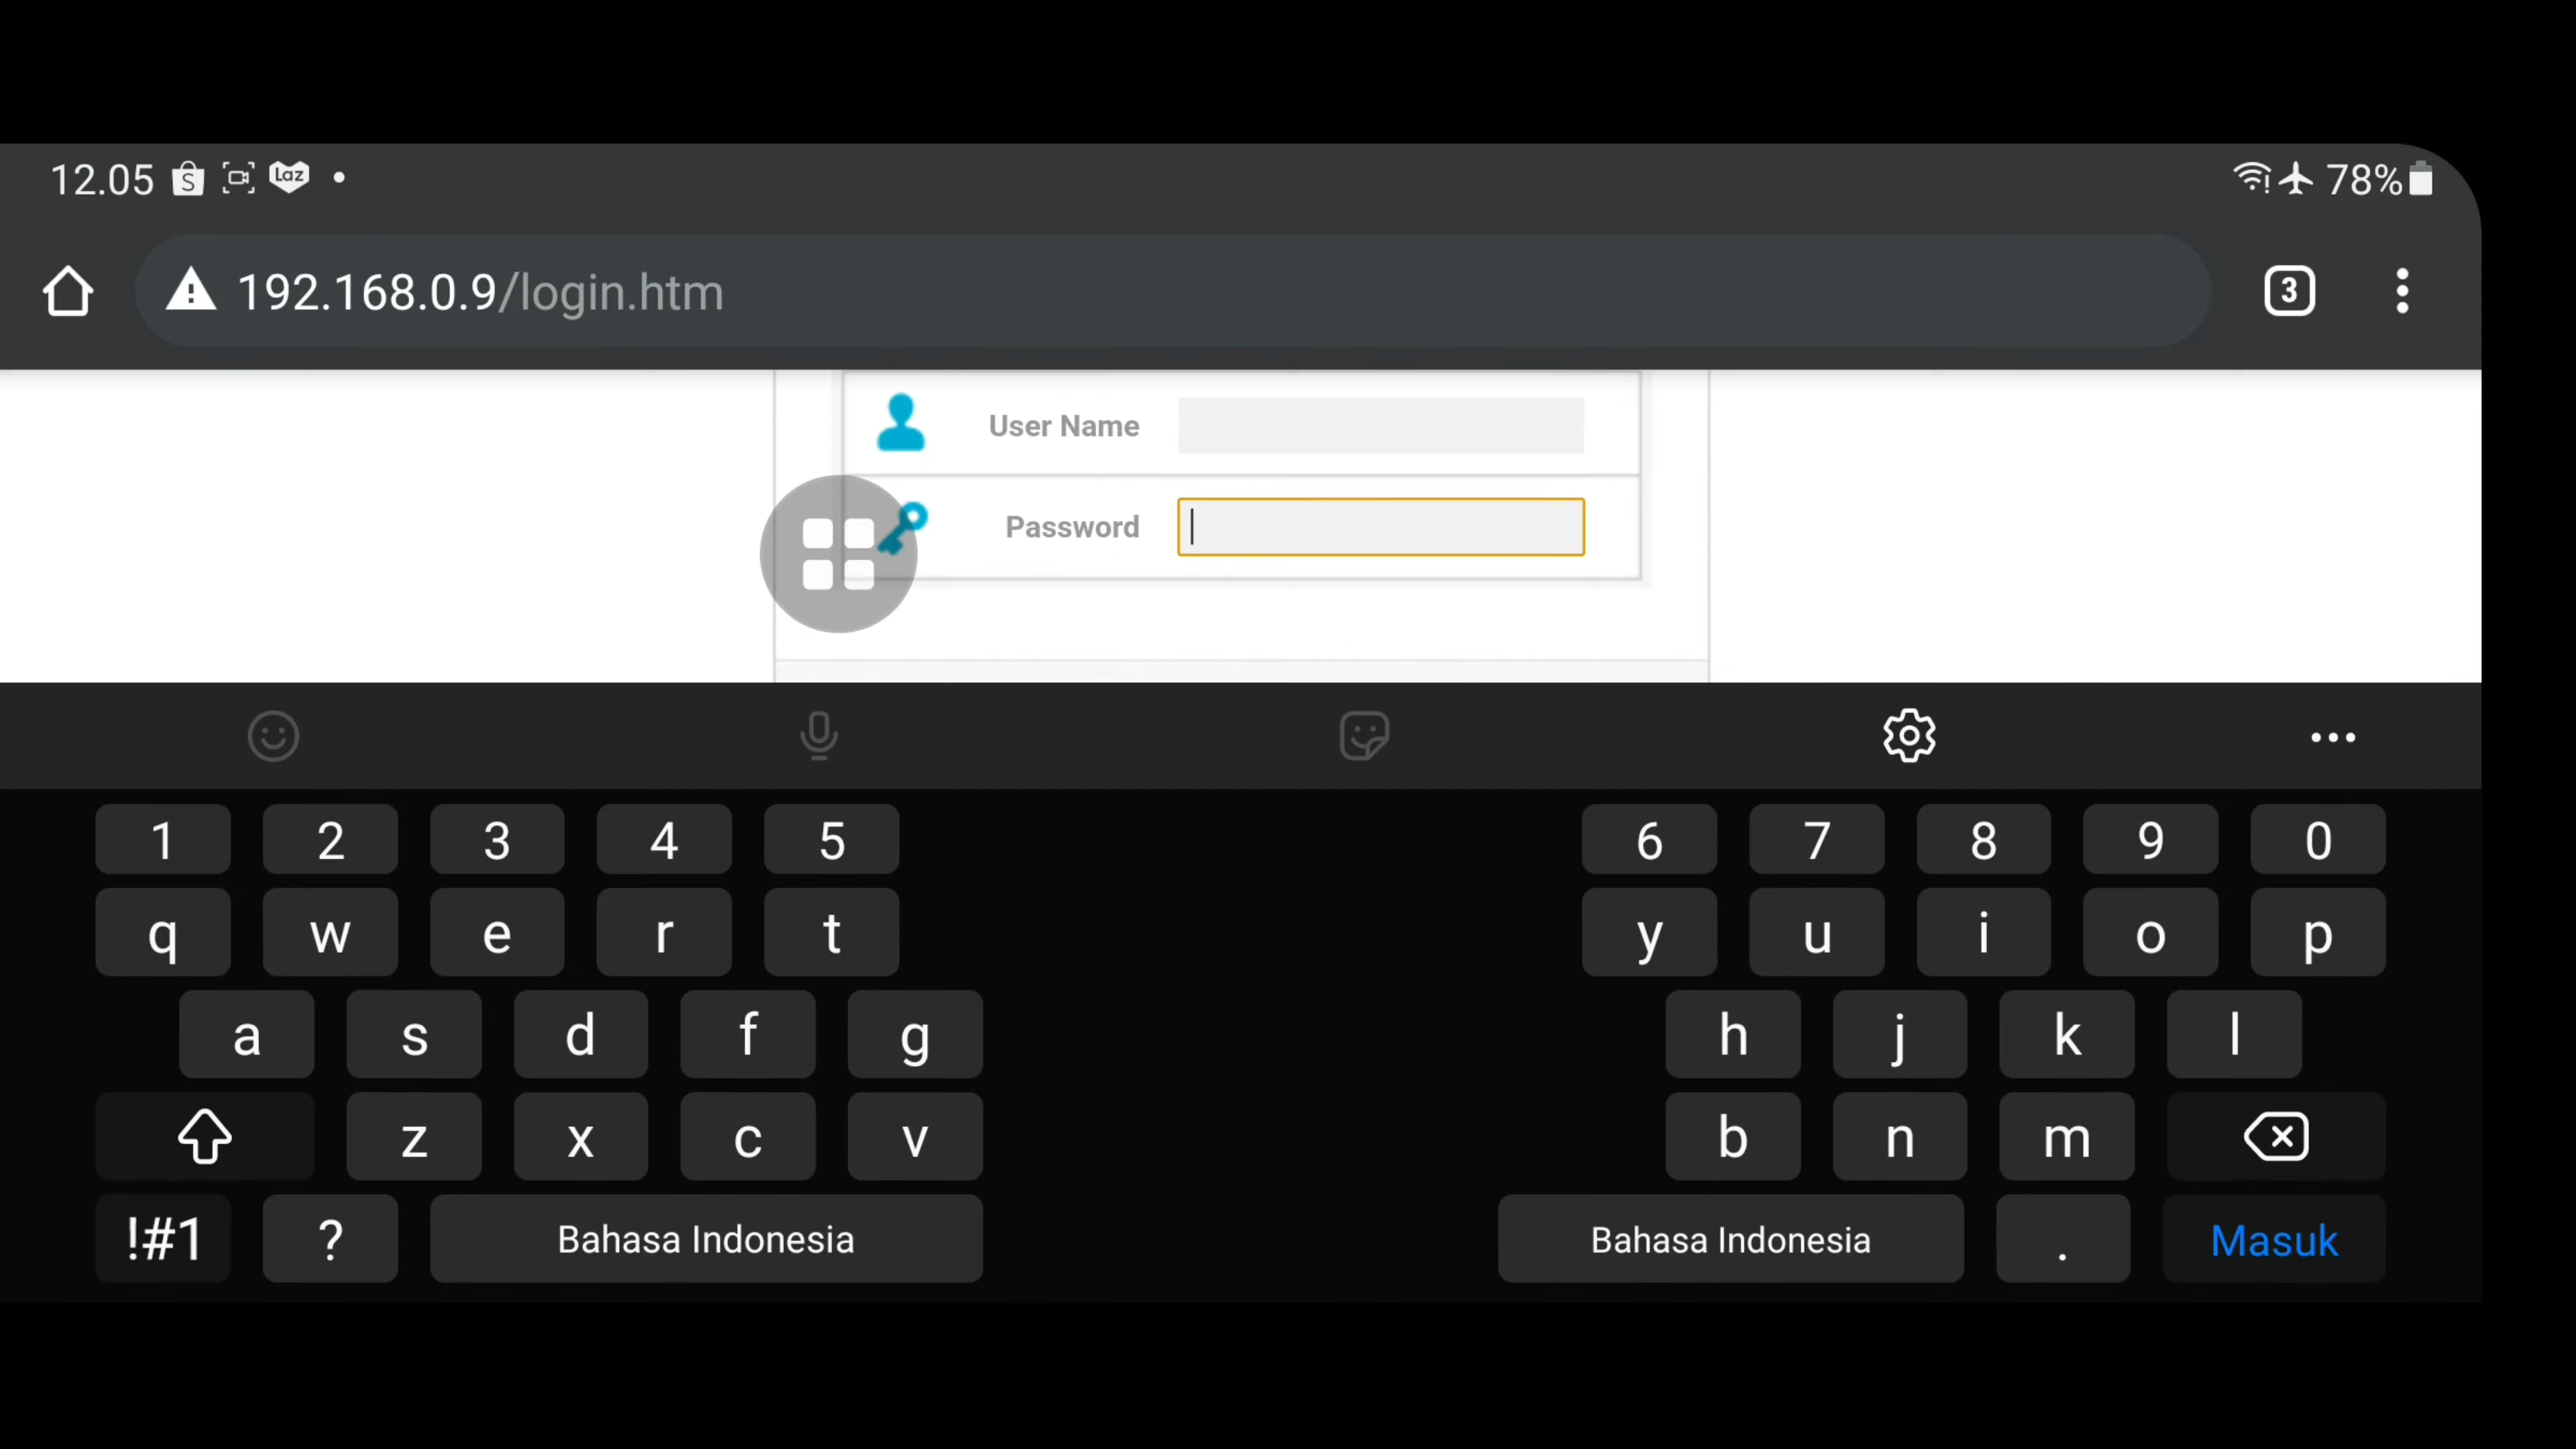 12.05 S Laz 78%
192.168.0.9/login.htm 3
User Name
Password
1 2 3 4 5 6 7 8 9 0
q w e r t y u i o p
a s d f g h j k l
z x c v b n m
!#1 ? Bahasa Indonesia Bahasa Indonesia . Masuk